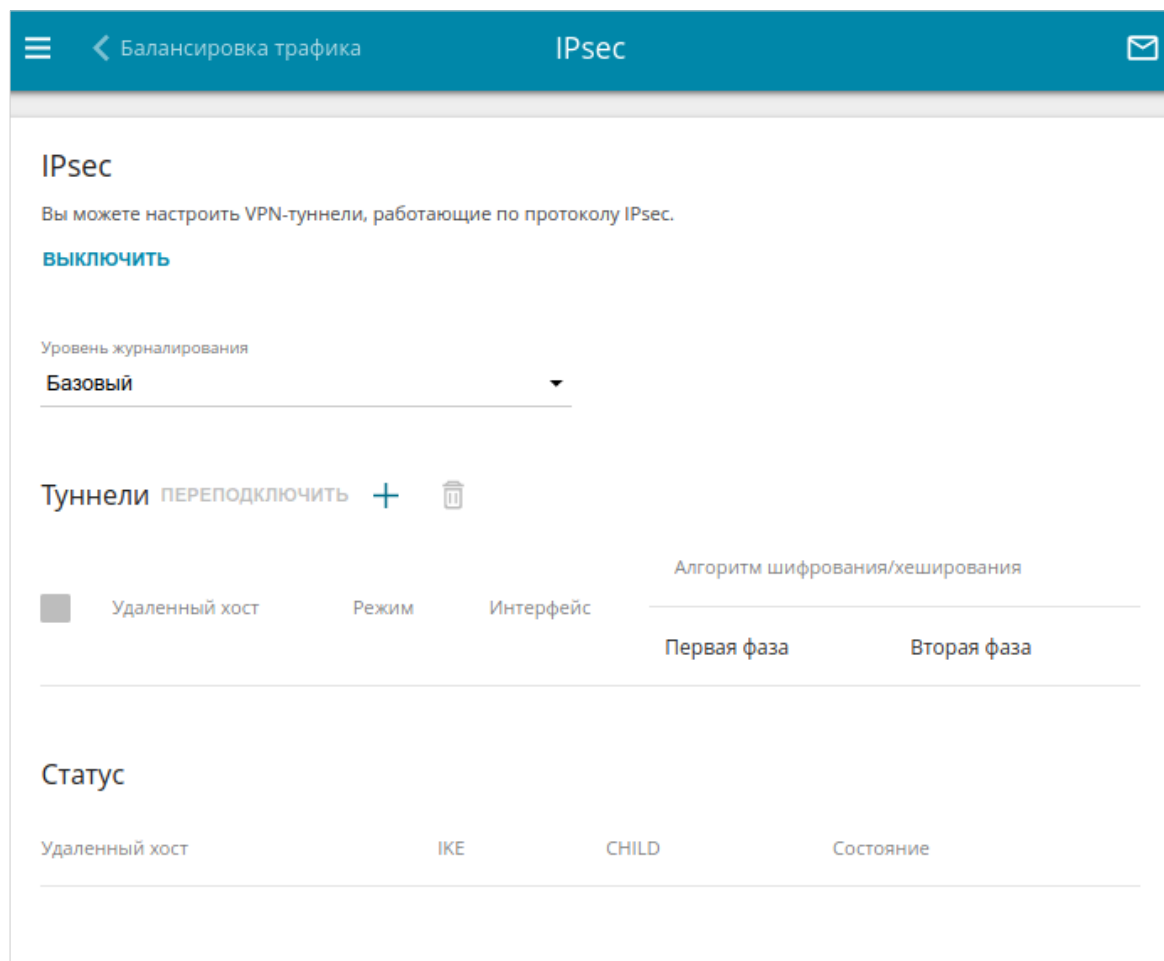 Балансировка трафика IPsec
IPsec
Вы можете настроить VPN-туннели, работающие по протоколу IPsec.
ВЫКЛЮЧИТЬ
Уровень журналирования
Базовый
Туннели ПЕРЕПОДКЛЮЧИТЬ
Алгоритм шифрования/хеширования
Удаленный хост Режим Интерфейс
Первая фаза Вторая фаза
Статус
Удаленный хост IKE CHILD Состояние